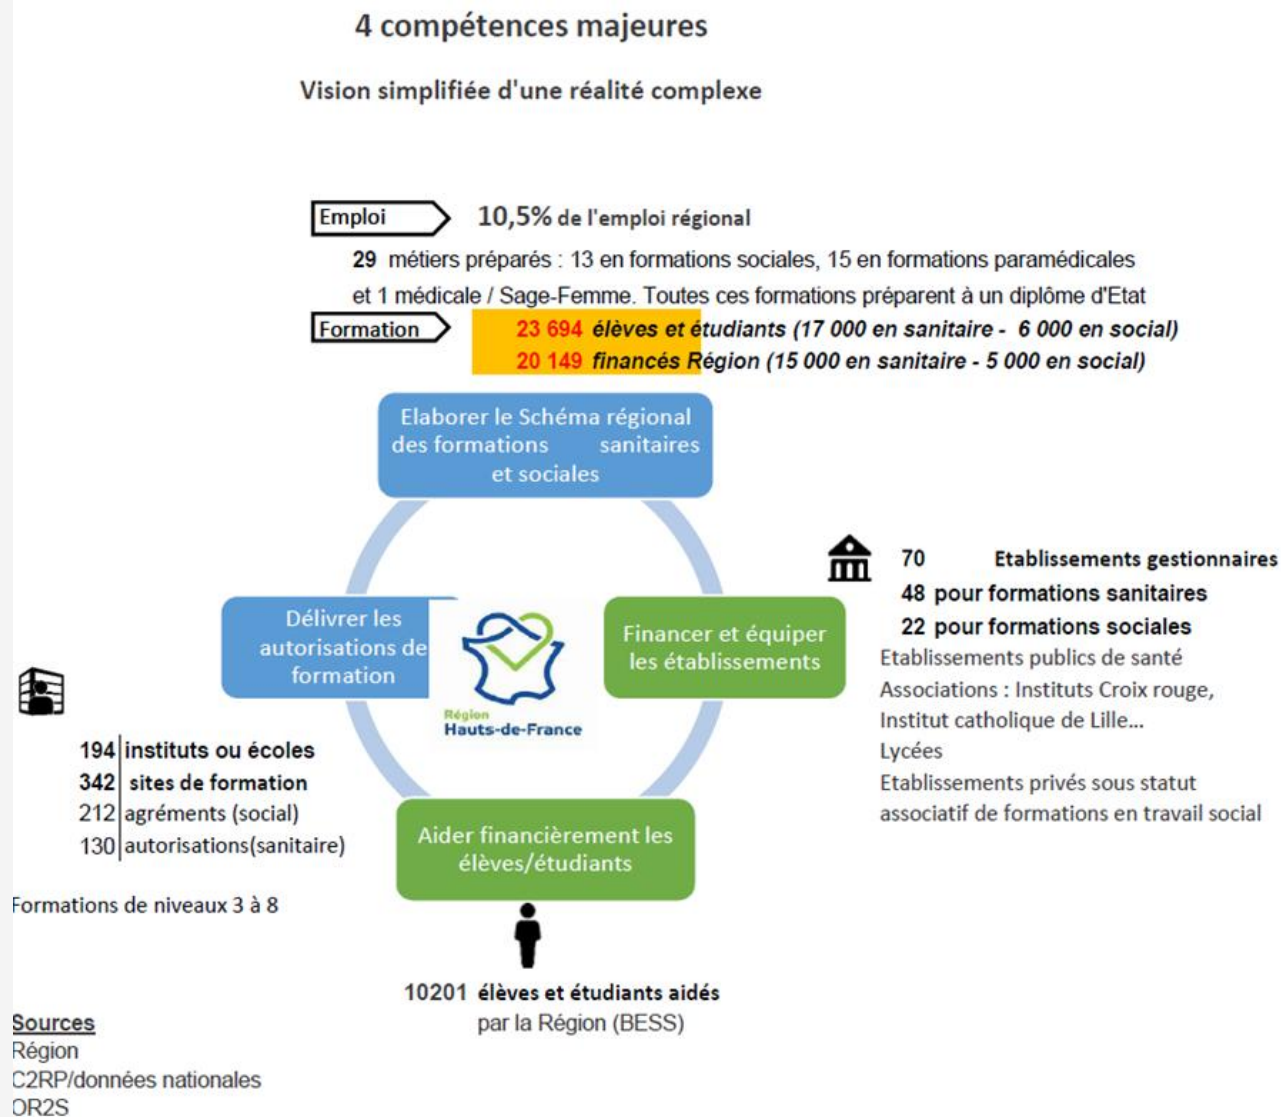 4 compétences majeures
Vision simplifiée d'une réalité complexe
Emploi
10,5% de l'emploi régional
29 métiers préparés : 13 en formations sociales, 15 en formations paramédicales
et 1 médicale / Sage-Femme. Toutes ces formations préparent à un diplôme d'Etat
Formation
23 694 élèves et étudiants (17 000 en sanitaire - 6 000 en social)
20 149 financés Région (15 000 en sanitaire - 5 000 en social)
Elaborer le Schéma régional
des formations sanitaires
et sociales
Délivrer les
autorisations de
formation
Région
Hauts-de-France
Financer et équiper
les établissements
70 Etablissements gestionnaires
48 pour formations sanitaires
22 pour formations sociales
Etablissements publics de santé
Associations : Instituts Croix rouge,
Institut catholique de Lille...
Lycées
Etablissements privés sous statut
associatif de formations en travail social
194 instituts ou écoles
342 sites de formation
212 agréments (social)
130 autorisations(sanitaire)
Formations de niveaux 3 à 8
Aider financièrement les
élèves/étudiants
10201 élèves et étudiants aidés
par la Région (BESS)
Sources
Région
C2RP/données nationales
OR2S